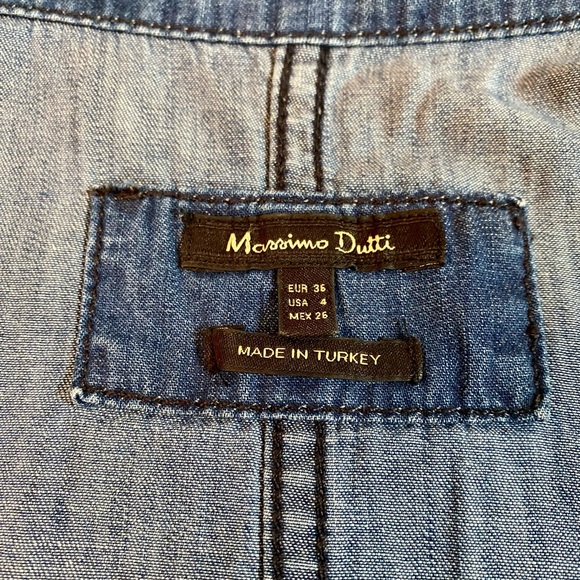 Massimo Dutti
EUR 36
USA 4
MEX 26
MADE IN TURKEY